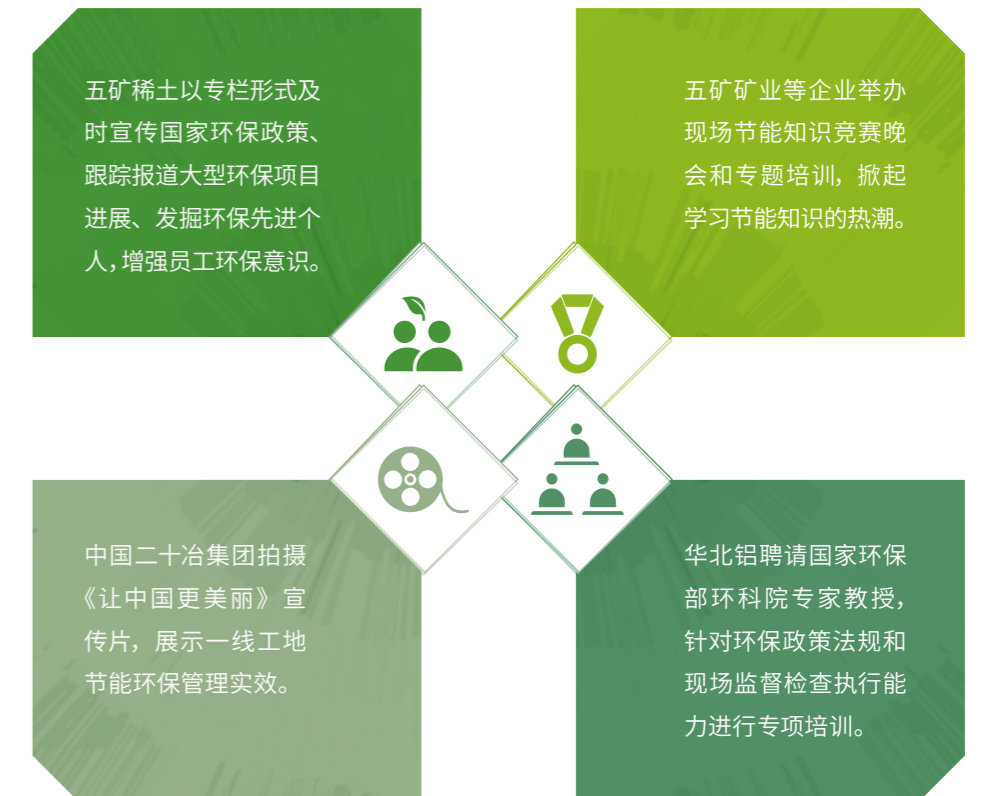 五矿稀土以专栏形式及
时宣传国家环保政策、
跟踪报道大型环保项目
进展、发掘环保先进个
人，增强员工环保意识。
五矿矿业等企业举办
现场节能知识竞赛晚
会和专题培训，掀起
学习节能知识的热潮。
中国二十冶集团拍摄
《让中国更美丽》宣
传片，展示一线工地
节能环保管理实效。
华北铝聘请国家环保
部环科院专家教授，
针对环保政策法规和
现场监督检查执行能
力进行专项培训。